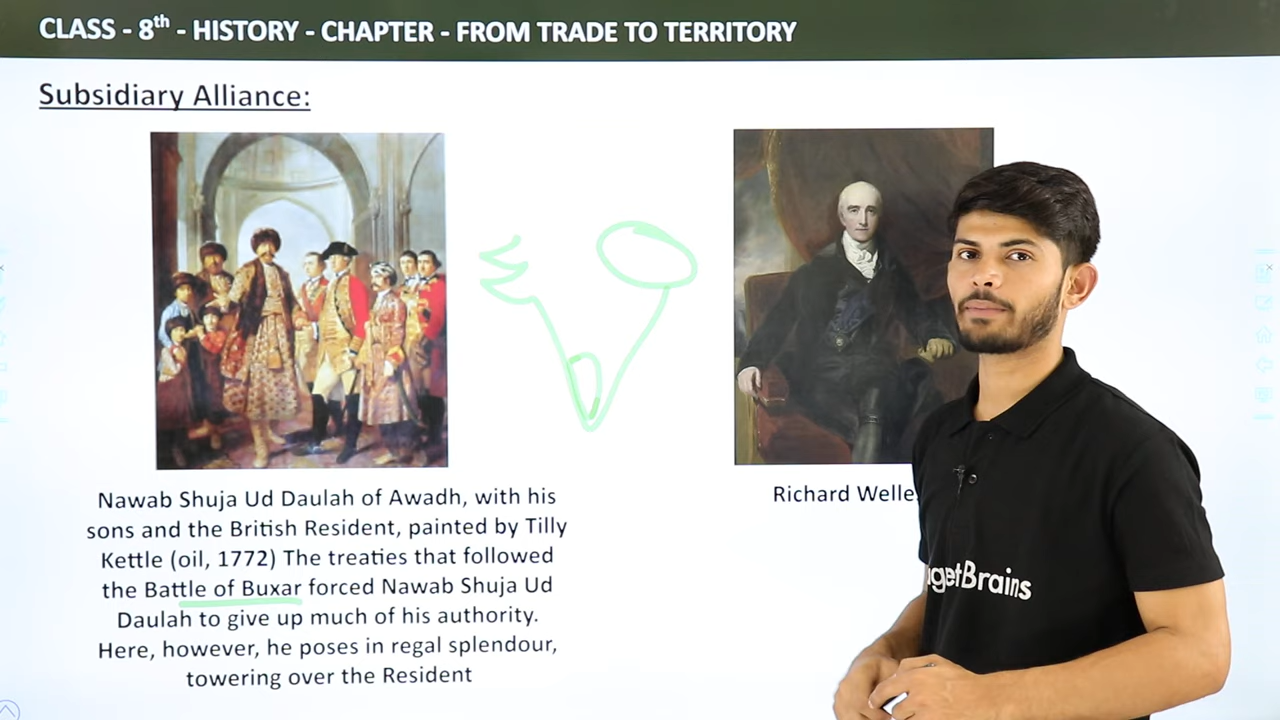 CLASS - 8th - HISTORY - CHAPTER - FROM TRADE TO TERRITORY
Subsidiary Alliance:
Nawab Shuja Ud Daulah of Awadh, with his
sons and the British Resident, painted by Tilly
Kettle (oil, 1772) The treaties that followed
the Battle of Buxar forced Nawab Shuja Ud
Daulah to give up much of his authority.
Here, however, he poses in regal splendour,
towering over the Resident
Richard Welle
getBrains